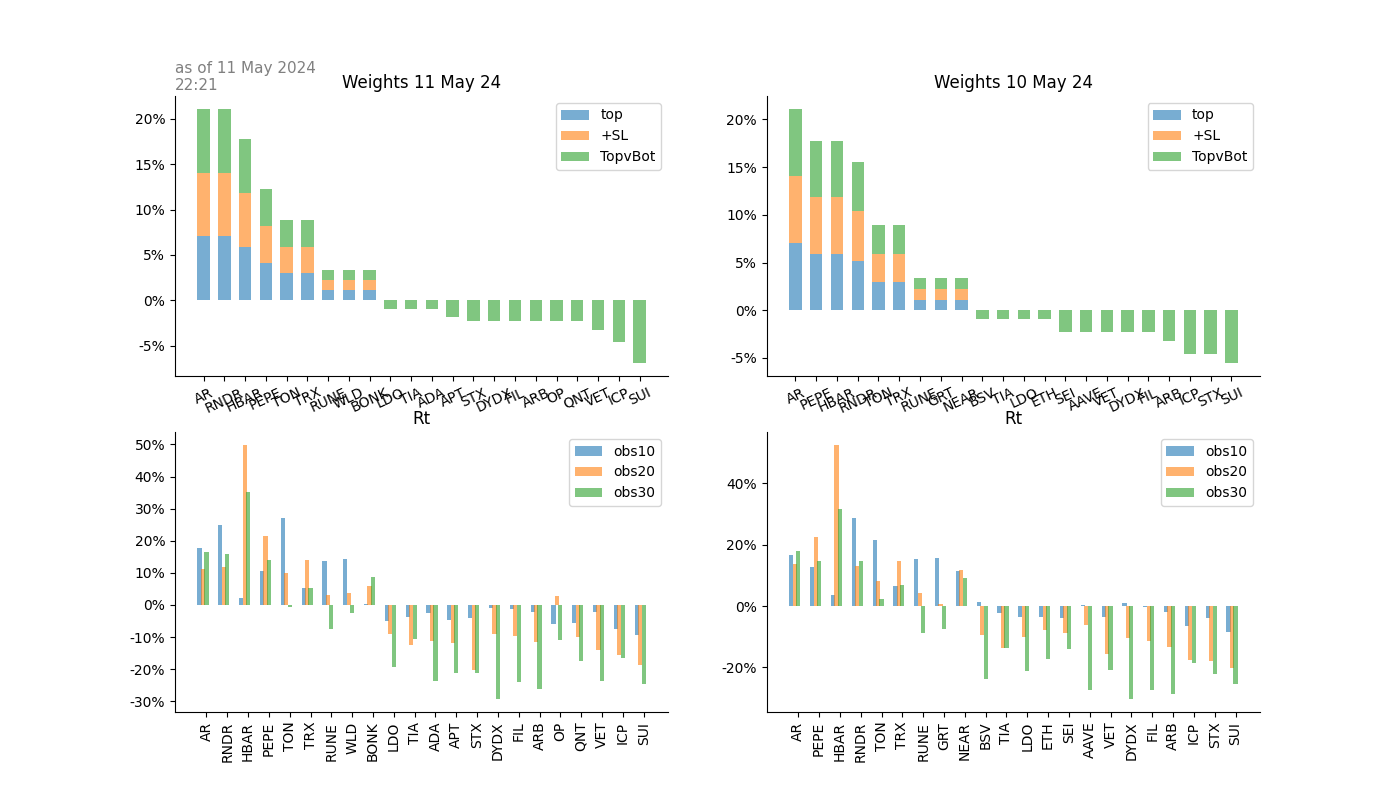 as of 11 May 2024
22:21
Weights 11 May 24
20%
15%
10%
5%
0%
-5%
top
+SL
TopvBot
AR RNDR HBAR PEPE TON TRX RUNE WLD BONK LDO TIA ADA APT STX DYDX FIL ARB OP QNT VET ICP SUI
Weights 10 May 24
20%
15%
10%
5%
0%
-5%
top
+SL
TopvBot
AR PEPE HBAR RNDR TON TRX RUNE GRT NEAR BSV TIA LDO ETH SEI AAVE VET DYDX FIL ARB ICP STX SUI
Rt
50%
40%
30%
20%
10%
0%
-10%
-20%
-30%
obs10
obs20
obs30
AR RNDR HBAR PEPE TON TRX RUNE WLD BONK LDO TIA ADA APT STX DYDX FIL ARB OP QNT VET ICP SUI
Rt
40%
20%
0%
-20%
obs10
obs20
obs30
AR PEPE HBAR RNDR TON TRX RUNE GRT NEAR BSV TIA LDO ETH SEI AAVE VET DYDX FIL ARB ICP STX SUI